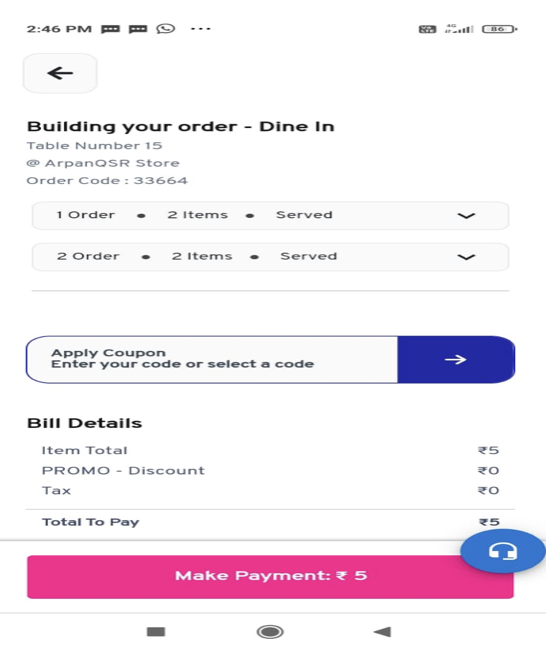 2:46 PM
4G
86
Building your order - Dine In
Table Number 15
@ ArpanQSR Store
Order Code : 33664
1 Order • 2 Items • Served
2 Order • 2 Items • Served
Apply Coupon
Enter your code or select a code
Bill Details
Item Total ₹5
PROMO - Discount ₹0
Tax ₹0
Total To Pay ₹5
Make Payment: ₹ 5